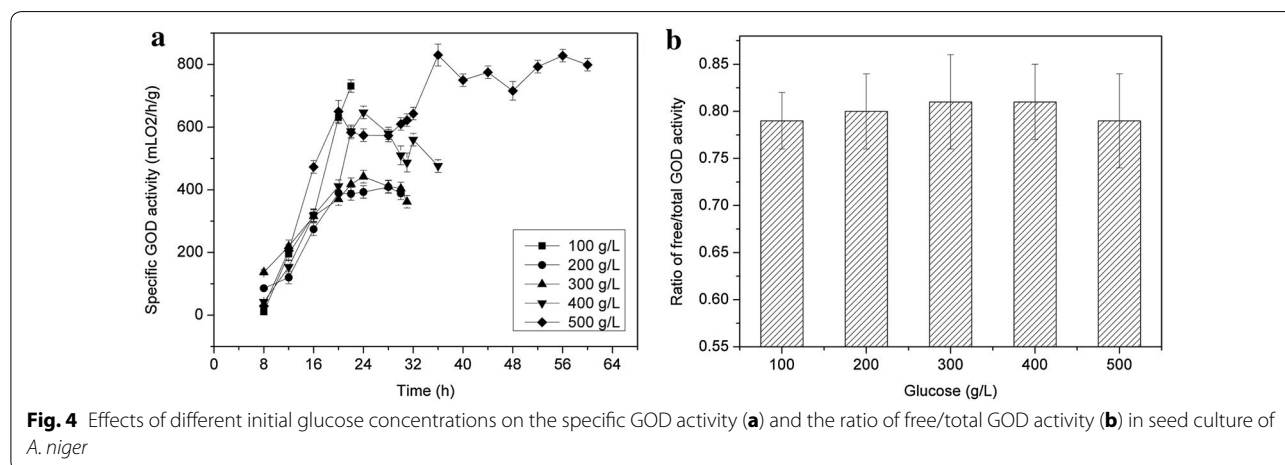 a
Specific GOD activity (mLO2/h/g)
800
600
400
200
0
100 g/L
200 g/L
300 g/L
400 g/L
500 g/L
0 8 16 24 32 40 48 56 64
Time (h)
b
Ratio of free/total GOD activity
0.85
0.80
0.75
0.70
0.65
0.60
0.55
100 200 300 400 500
Glucose (g/L)
Fig. 4 Effects of different initial glucose concentrations on the specific GOD activity (a) and the ratio of free/total GOD activity (b) in seed culture of
A. niger